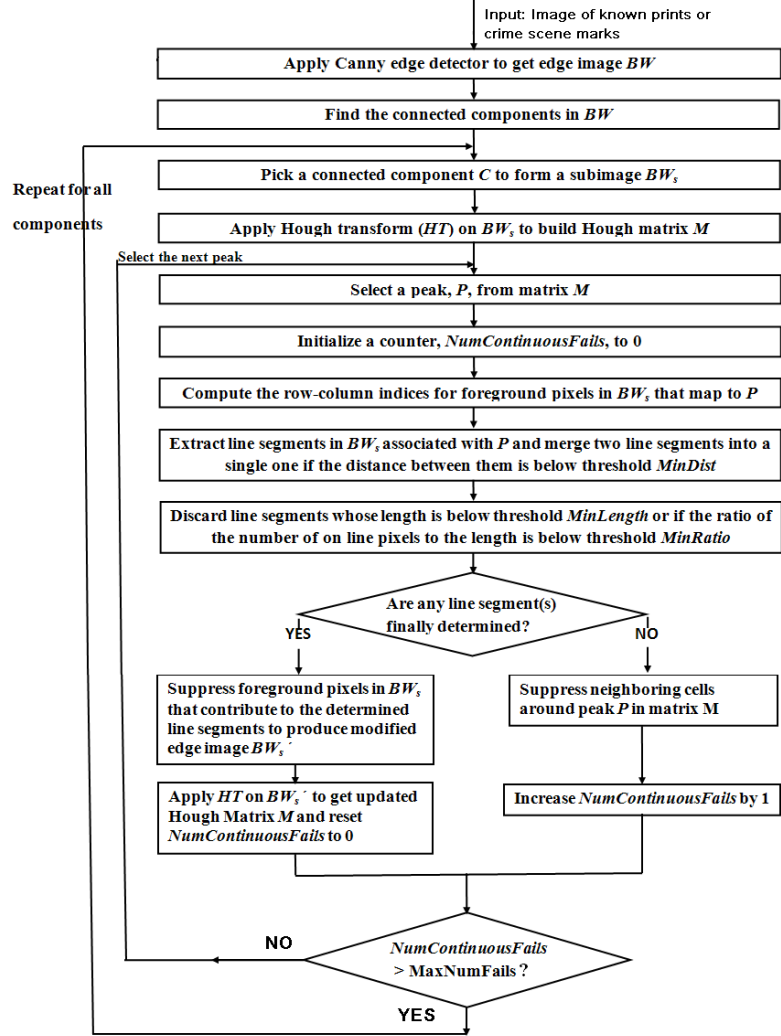 Input: Image of known prints or
crime scene marks
Apply Canny edge detector to get edge image BW
Find the connected components in BW
Repeat for all
components
Pick a connected component C to form a subimage BWs
Apply Hough transform (HT) on BWs to build Hough matrix M
Select the next peak
Select a peak, P, from matrix M
Initialize a counter, NumContinuousFails, to 0
Compute the row-column indices for foreground pixels in BWs that map to P
Extract line segments in BWs associated with P and merge two line segments into a
single one if the distance between them is below threshold MinDist
Discard line segments whose length is below threshold MinLength or if the ratio of
the number of on line pixels to the length is below threshold MinRatio
Are any line segment(s)
finally determined?
YES
NO
Suppress foreground pixels in BWs
that contribute to the determined
line segments to produce modified
edge image BWs´
Suppress neighboring cells
around peak P in matrix M
Apply HT on BWs´ to get updated
Hough Matrix M and reset
NumContinuousFails to 0
Increase NumContinuousFails by 1
NO
NumContinuousFails
> MaxNumFails ?
YES